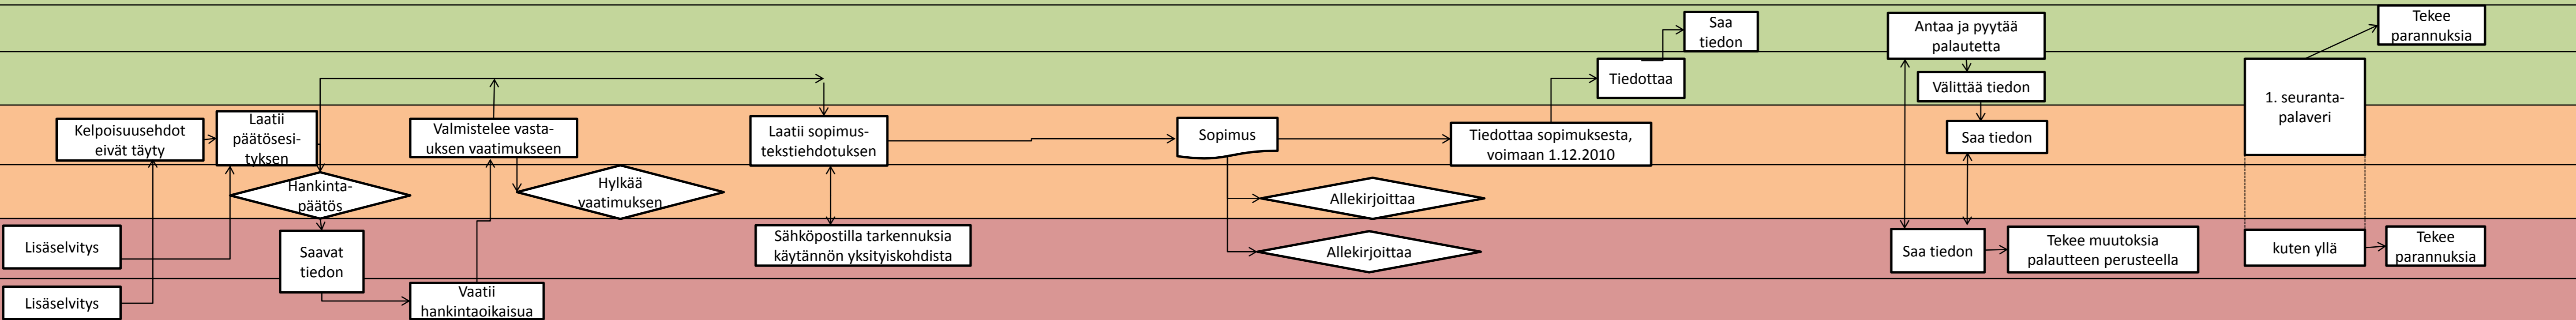 Kelpoisuusehdot
eivät täyty
Laatii
päätösesi-
tyksen
Hankinta-
päätös
Lisäselvitys
Lisäselvitys
Saavat
tiedon
Vaatii
hankintaoikaisua
Valmistelee vasta-
uksen vaatimukseen
Hylkää
vaatimuksen
Laatii sopimus-
tekstiehdotuksen
Sähköpostilla tarkennuksia
käytännön yksityiskohdista
Sopimus
Allekirjoittaa
Allekirjoittaa
Tiedottaa sopimuksesta,
voimaan 1.12.2010
Tiedottaa
Saa
tiedon
Antaa ja pyytää
palautetta
Välittää tiedon
Saa tiedon
Saa tiedon
Tekee muutoksia
palautteen perusteella
1. seuranta-
palaveri
kuten yllä
Tekee
parannuksia
Tekee
parannuksia